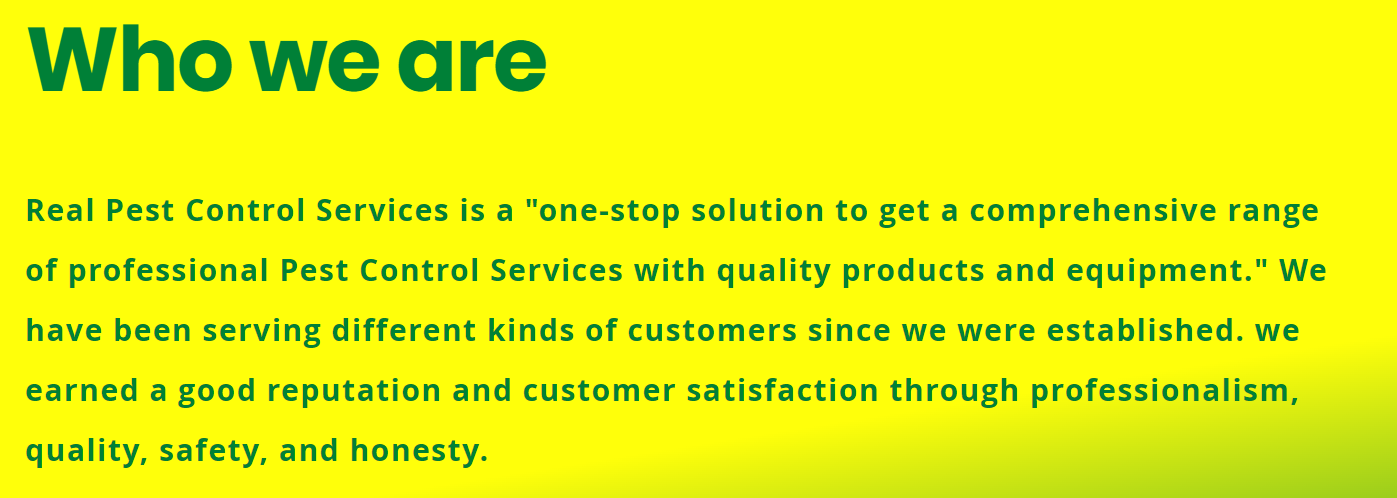 Who we are
Real Pest Control Services is a "one-stop solution to get a comprehensive range
of professional Pest Control Services with quality products and equipment." We
have been serving different kinds of customers since we were established. we
earned a good reputation and customer satisfaction through professionalism,
quality, safety, and honesty.